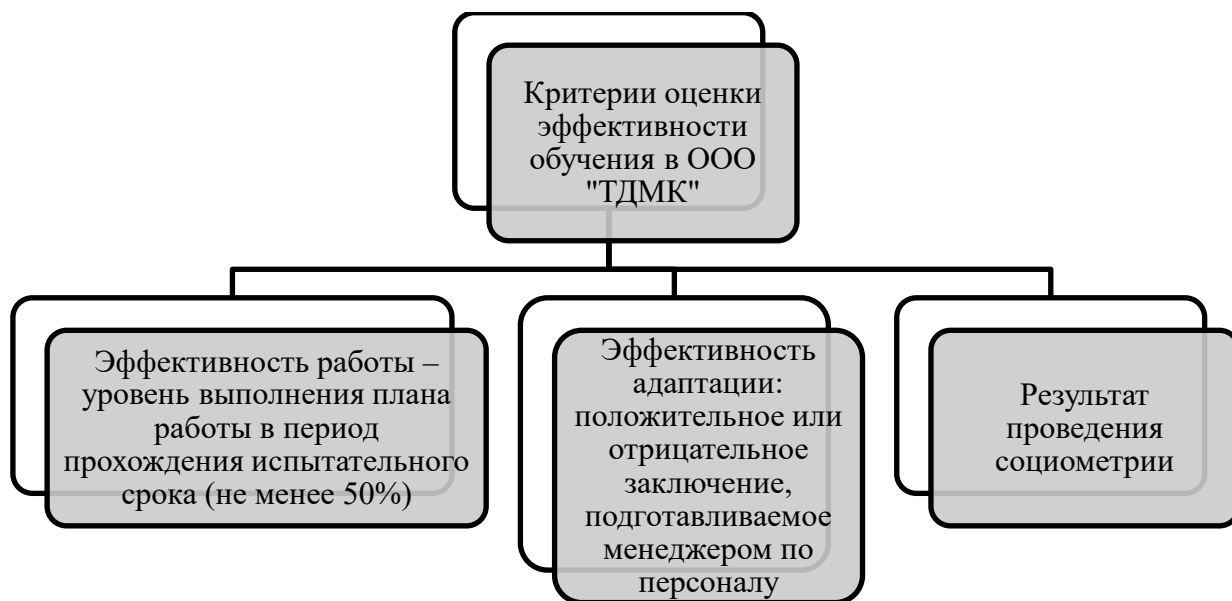 Критерии оценки
эффективности
обучения в ООО
"ТДМК"
Эффективность работы –
уровень выполнения плана
работы в период
прохождения испытательного
срока (не менее 50%)
Эффективность
адаптации:
положительное или
отрицательное
заключение,
подготавливаемое
менеджером по
персоналу
Результат
проведения
социометрии